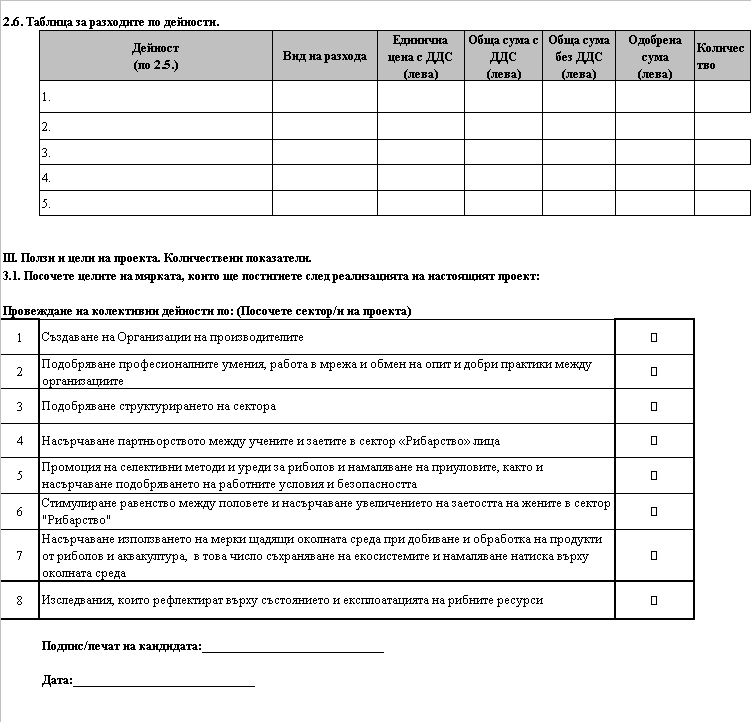 2.6. Таблица за разходите по дейности.
Дейност
(по 2.5.)
Вид на разхода
Единична
цена с ДДС
(лева)
Обща сума с
ДДС
(лева)
Обща сума
без ДДС
(лева)
Одобрена
сума
(лева)
Количес
тво
1.
2.
3.
4.
5.
III. Ползи и цели на проекта. Количествени показатели.
3.1. Посочете целите на мярката, които ще постигнете след реализацията на настоящият проект:
Провеждане на колективни дейности по: (Посочете сектор/и на проекта)
1 Създаване на Организации на производителите
2 Подобряване професионалните умения, работа в мрежа и обмен на опит и добри практики между
организациите
3 Подобряване структурирането на сектора
4 Насърчаване партньорството между учените и заетите в сектор «Рибарство» лица
5 Промоция на селективни методи и уреди за риболов и намаляване на приуловите, както и
насърчаване подобряването на работните условия и безопасността
6 Стимулиране равенство между половете и насърчаване увеличението на заетостта на жените в сектор
"Рибарство"
7 Насърчаване използването на мерки щадящи околната среда при добиване и обработка на продукти
от риболов и аквакултура, в това число съхраняване на екосистемите и намаляване натиска върху
околната среда
8 Изследвания, които рефлектират върху състоянието и експлоатацията на рибните ресурси
Подпис/печат на кандидата:____________________________
Дата:____________________________